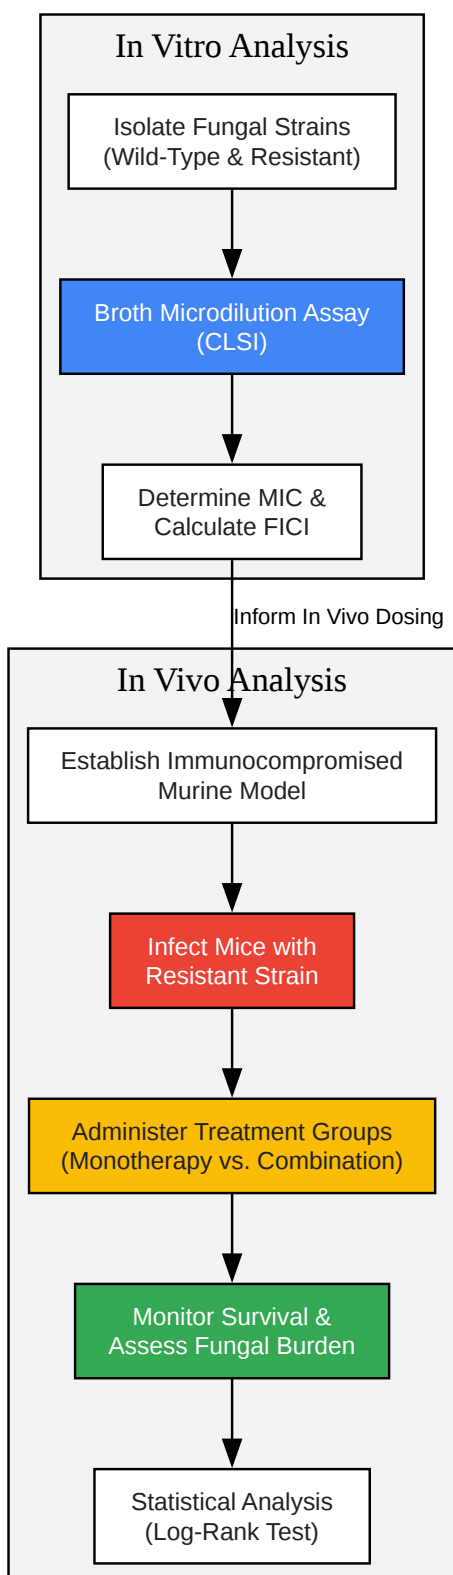 In Vitro Analysis
Isolate Fungal Strains
(Wild-Type & Resistant)
Broth Microdilution Assay
(CLSI)
Determine MIC &
Calculate FICI
Inform In Vivo Dosing
In Vivo Analysis
Establish Immunocompromised
Murine Model
Infect Mice with
Resistant Strain
Administer Treatment Groups
(Monotherapy vs. Combination)
Monitor Survival &
Assess Fungal Burden
Statistical Analysis
(Log-Rank Test)